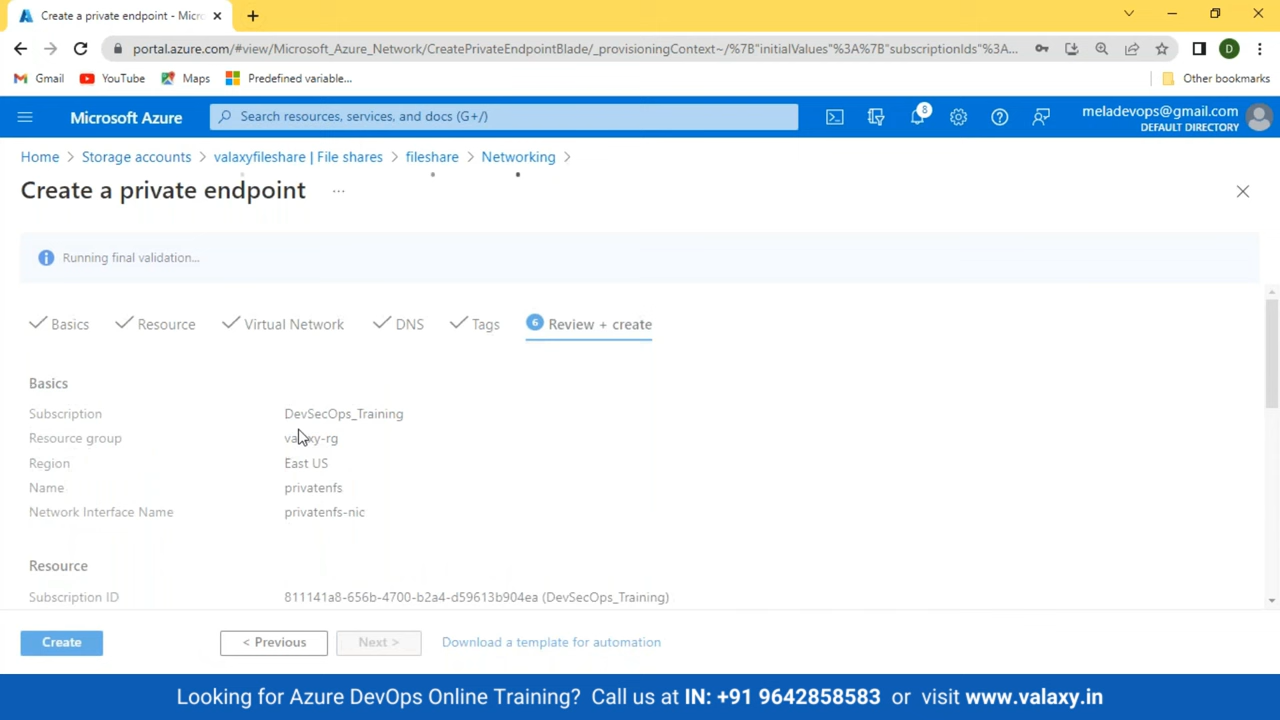 Create a private endpoint - Micr
portal.azure.com/#view/Microsoft_Azure_Network/CreatePrivateEndpointBlade/_provisioningContext~/%7B"initialValues"%3A%7B"subscriptionIds"%3A...
D
Gmail YouTube Maps Predefined variable... Other bookmarks
Microsoft Azure Search resources, services, and docs (G+/) 8 meladevops@gmail.com
DEFAULT DIRECTORY
Home > Storage accounts > valaxyfileshare | File shares > fileshare > Networking >
Create a private endpoint ...
Running final validation...
Basics Resource Virtual Network DNS Tags 6 Review + create
Basics
Subscription DevSecOps_Training
Resource group valaxy-rg
Region East US
Name privatenfs
Network Interface Name privatenfs-nic
Resource
Subscription ID 811141a8-656b-4700-b2a4-d59613b904ea (DevSecOps_Training)
Create < Previous Next > Download a template for automation
Looking for Azure DevOps Online Training? Call us at IN: +91 9642858583 or visit www.valaxy.in